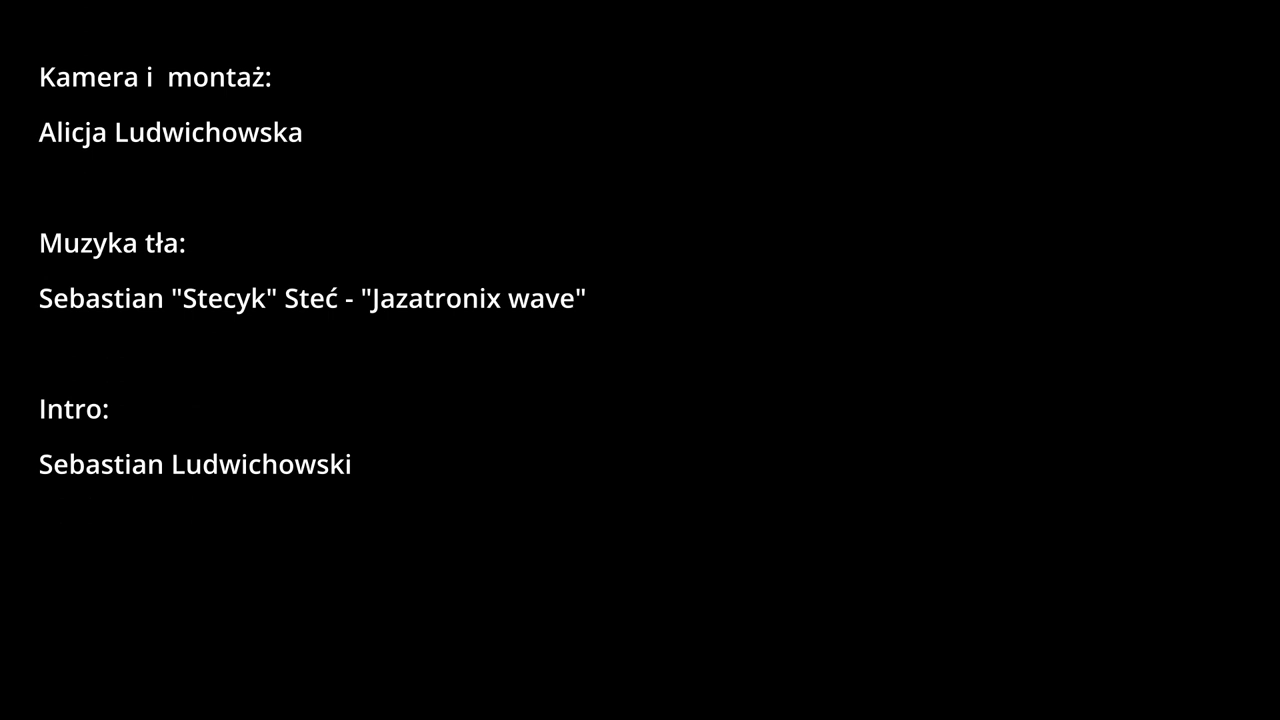 Kamera i  montaż:
Alicja Ludwichowska
Muzyka tła:
Sebastian "Stecyk" Steć - "Jazatronix wave"
Intro:
Sebastian Ludwichowski